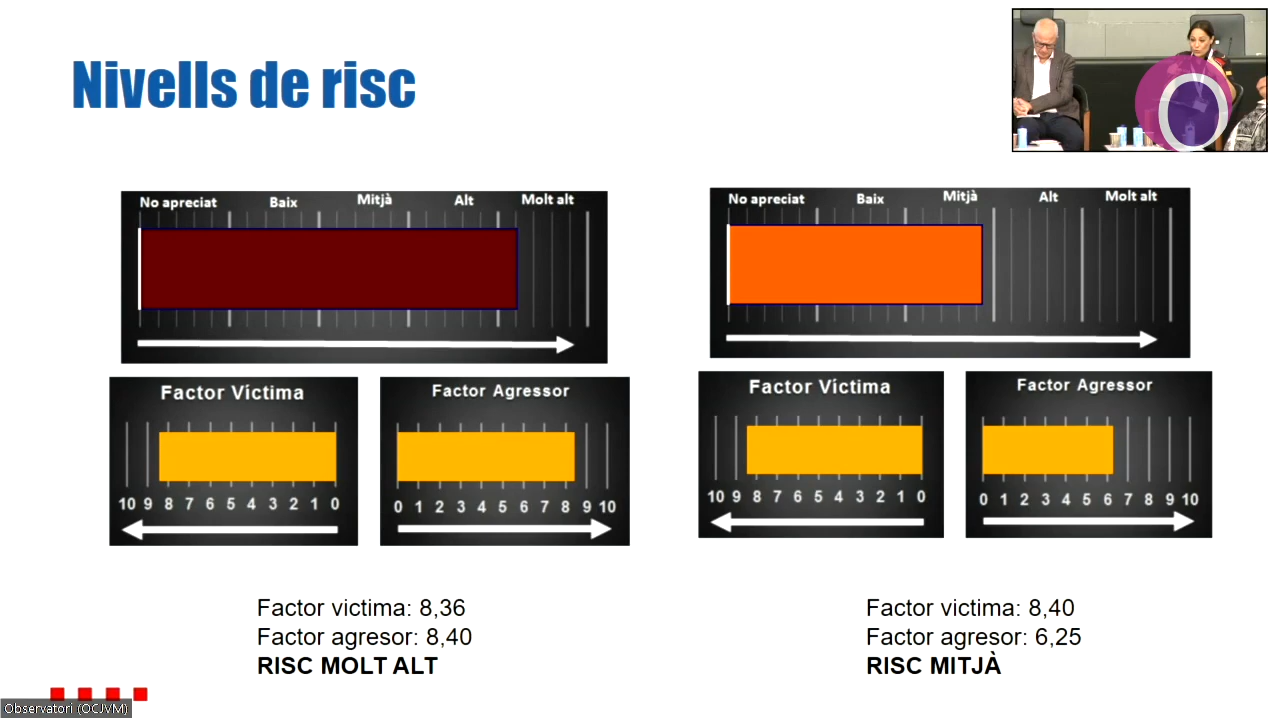 Nivells de risc
No apreciat Baix Mitjà Alt Molt alt
Factor Víctima
10 9 8 7 6 5 4 3 2 1 0
Factor Agressor
0 1 2 3 4 5 6 7 8 9 10
Factor victima: 8,36
Factor agresor: 8,40
RISC MOLT ALT
No apreciat Baix Mitjà Alt Molt alt
Factor Víctima
10 9 8 7 6 5 4 3 2 1 0
Factor Agressor
0 1 2 3 4 5 6 7 8 9 10
Factor victima: 8,40
Factor agresor: 6,25
RISC MITJÀ
Observatori (OCJVM)